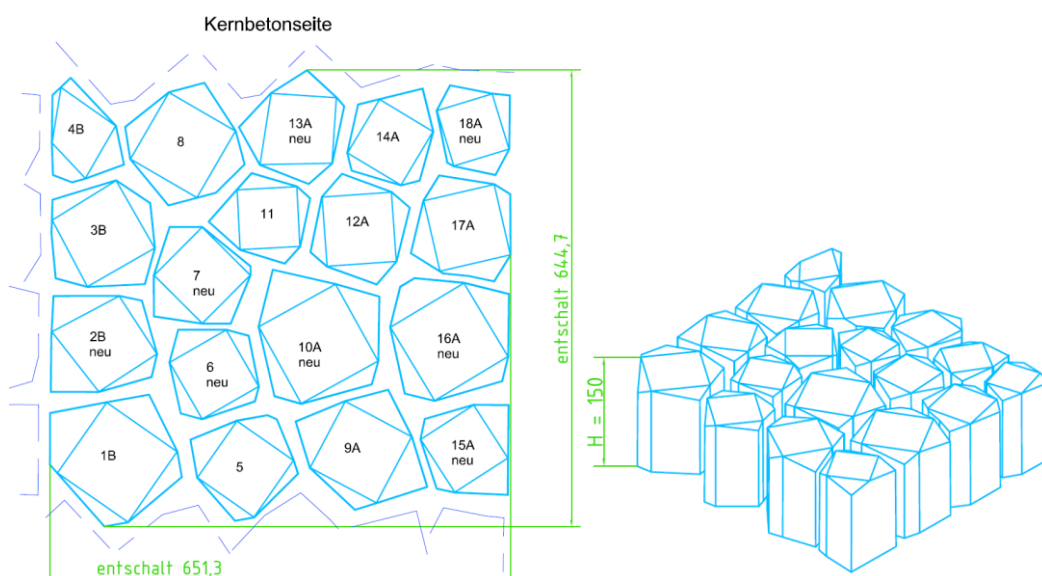 Kernbetonseite
4B
8
13A
neu
14A
18A
neu
3B
11
12A
17A
7
neu
2B
neu
6
neu
10A
neu
16A
neu
1B
5
9A
15A
neu
entschalt 644,7
entschalt 651,3
H = 150